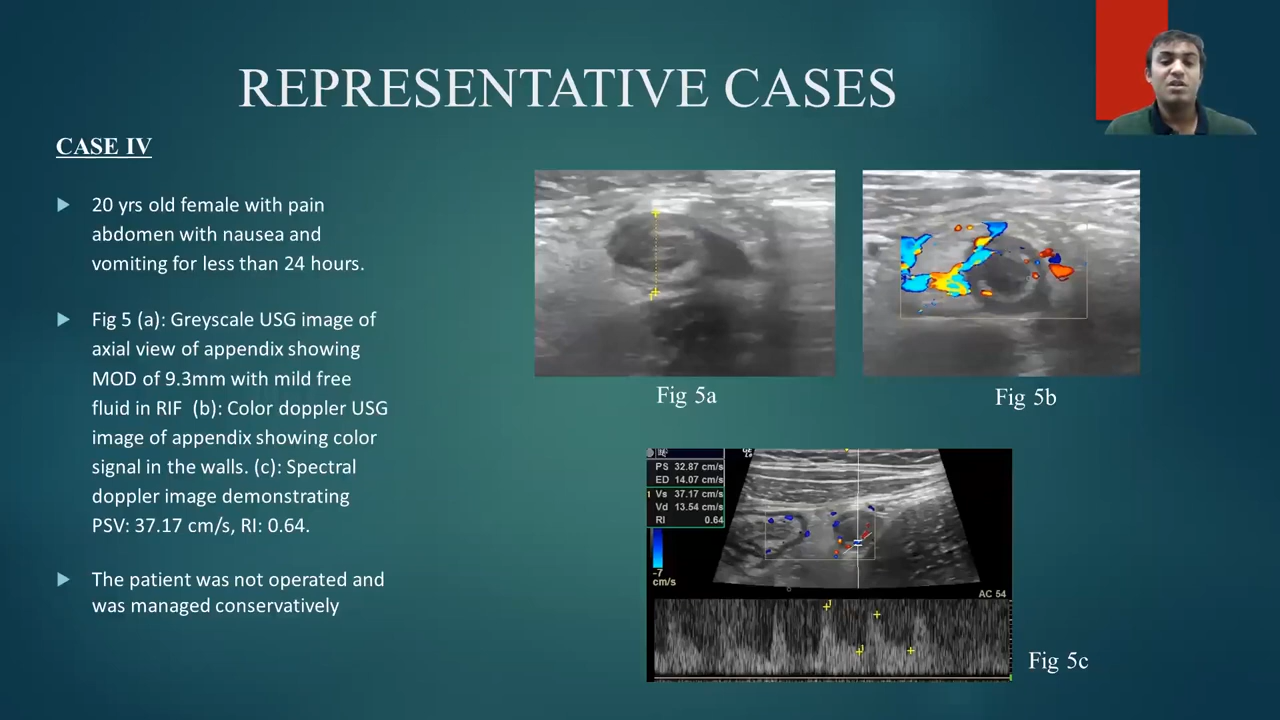 REPRESENTATIVE CASES
CASE IV
20 yrs old female with pain
abdomen with nausea and
vomiting for less than 24 hours.
Fig 5 (a): Greyscale USG image of
axial view of appendix showing
MOD of 9.3mm with mild free
fluid in RIF (b): Color doppler USG
image of appendix showing color
signal in the walls. (c): Spectral
doppler image demonstrating
PSV: 37.17 cm/s, RI: 0.64.
The patient was not operated and
was managed conservatively
Fig 5a
Fig 5b
PS 32.87 cm/s
ED 14.07 cm/s
1 Vs 37.17 cm/s
Vd 13.54 cm/s
RI 0.64
-7
cm/s
AC 54
Fig 5c